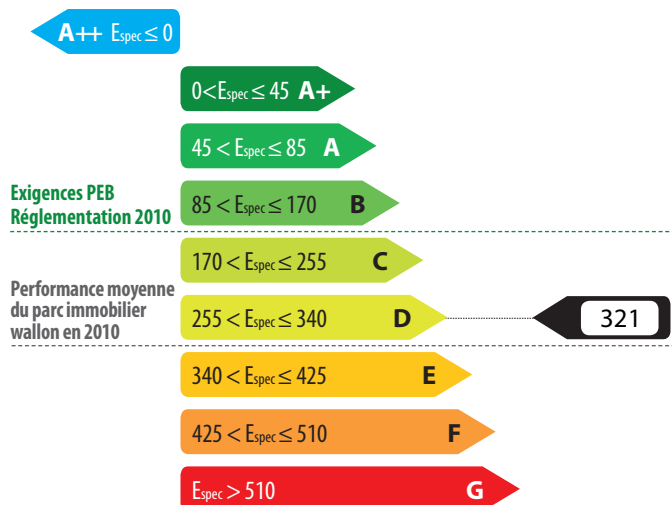 A++ Espec ≤ 0
0<Espec ≤ 45 A+
45 < Espec ≤ 85 A
Exigences PEB
Réglementation 2010
85 < Espec ≤ 170 B
170 < Espec ≤ 255 C
Performance moyenne
du parc immobilier
wallon en 2010
255 < Espec ≤ 340 D
321
340 < Espec ≤ 425 E
425 < Espec ≤ 510 F
Espec > 510 G